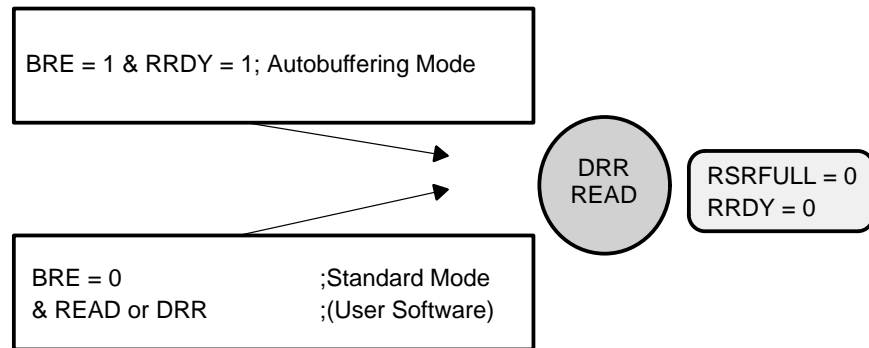 BRE = 1 & RRDY = 1; Autobuffering Mode
DRR
READ
RSRFULL = 0
RRDY = 0
BRE = 0 ;Standard Mode
& READ or DRR ;(User Software)